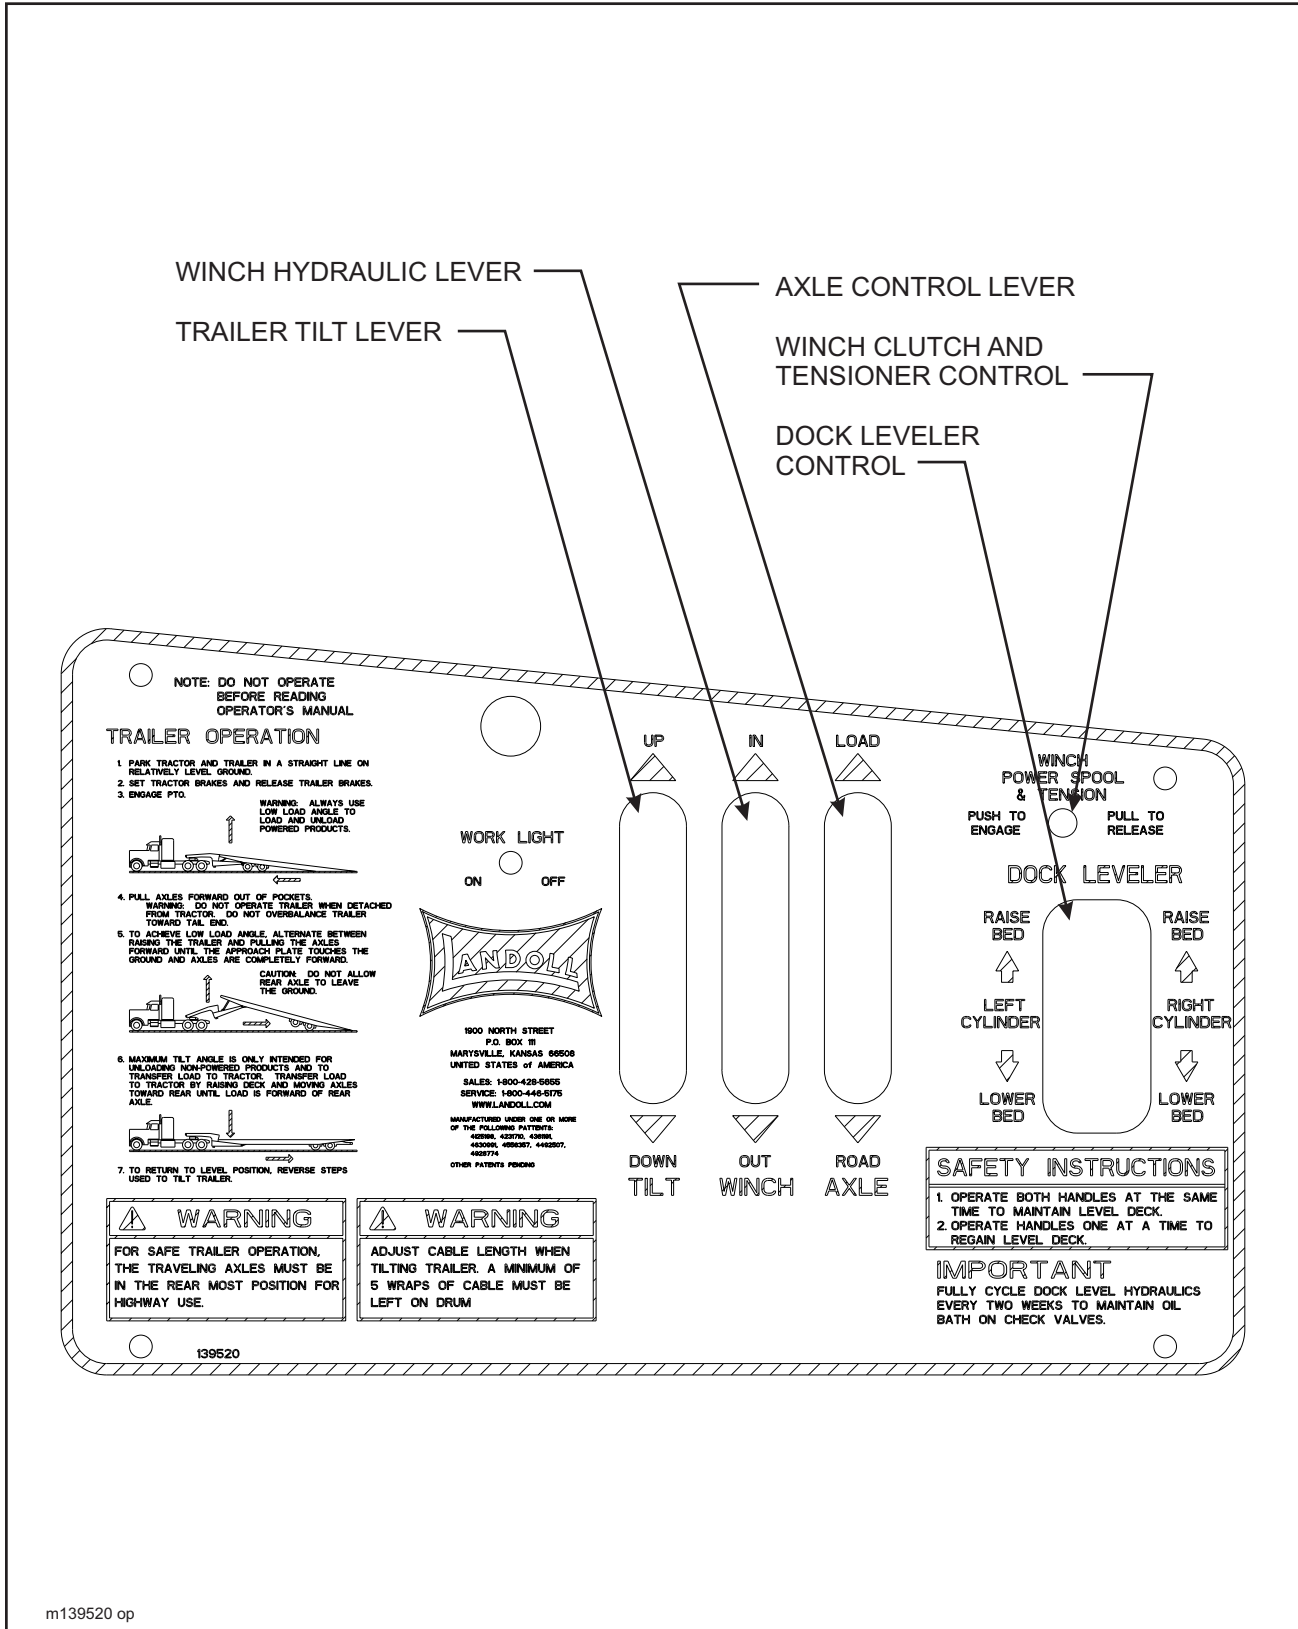 WINCH HYDRAULIC LEVER
TRAILER TILT LEVER
AXLE CONTROL LEVER
WINCH CLUTCH AND
TENSIONER CONTROL
DOCK LEVELER
CONTROL
NOTE: DO NOT OPERATE
BEFORE READING
OPERATOR'S MANUAL
TRAILER OPERATION
1. PARK TRACTOR AND TRAILER IN A STRAIGHT LINE ON
RELATIVELY LEVEL GROUND.
2. SET TRACTOR BRAKES AND RELEASE TRAILER BRAKES.
3. ENGAGE PTO.
WARNING: ALWAYS USE
LOW LOAD ANGLE TO
LOAD AND UNLOAD
POWERED PRODUCTS.
4. PULL AXLES FORWARD OUT OF POCKETS.
WARNING: DO NOT OPERATE TRAILER WHEN DETACHED
FROM TRACTOR. DO NOT OVERBALANCE TRAILER
TOWARD TAIL END.
5. TO ACHIEVE LOW LOAD ANGLE, ALTERNATE BETWEEN
RAISING THE TRAILER AND PULLING THE AXLES
FORWARD UNTIL THE APPROACH PLATE TOUCHES THE
GROUND AND AXLES ARE COMPLETELY FORWARD.
CAUTION: DO NOT ALLOW
REAR AXLE TO LEAVE
THE GROUND.
6. MAXIMUM TILT ANGLE IS ONLY INTENDED FOR
UNLOADING NON-POWERED PRODUCTS AND TO
TRANSFER LOAD TO TRACTOR. TRANSFER LOAD
TO TRACTOR BY RAISING DECK AND MOVING AXLES
TOWARD REAR UNTIL LOAD IS FORWARD OF REAR
AXLE.
7. TO RETURN TO LEVEL POSITION, REVERSE STEPS
USED TO TILT TRAILER.
WARNING
FOR SAFE TRAILER OPERATION,
THE TRAVELING AXLES MUST BE
IN THE REAR MOST POSITION FOR
HIGHWAY USE.
139520
WORK LIGHT
ON OFF
LANDOLL
1900 NORTH STREET
P.O. BOX 111
MARYSVILLE, KANSAS 66508
UNITED STATES of AMERICA
SALES: 1-800-428-5655
SERVICE: 1-800-446-5175
WWW.LANDOLL.COM
MANUFACTURED UNDER ONE OR MORE
OF THE FOLLOWING PATTENTS:
4231710,
4558357, 4492507,
4928774
OTHER PATENTS PENDING
WARNING
ADJUST CABLE LENGTH WHEN
TILTING TRAILER. A MINIMUM OF
5 WRAPS OF CABLE MUST BE
LEFT ON DRUM
UP IN LOAD
DOWN OUT ROAD
TILT WINCH AXLE
WINCH
POWER SPOOL
& TENSION
PUSH TO
ENGAGE
PULL TO
RELEASE
DOCK LEVELER
RAISE
BED
LEFT
CYLINDER
LOWER
BED
RAISE
BED
RIGHT
CYLINDER
LOWER
BED
SAFETY INSTRUCTIONS
1. OPERATE BOTH HANDLES AT THE SAME
TIME TO MAINTAIN LEVEL DECK.
2. OPERATE HANDLES ONE AT A TIME TO
REGAIN LEVEL DECK.
IMPORTANT
FULLY CYCLE DOCK LEVEL HYDRAULICS
EVERY TWO WEEKS TO MAINTAIN OIL
BATH ON CHECK VALVES.
m139520 op